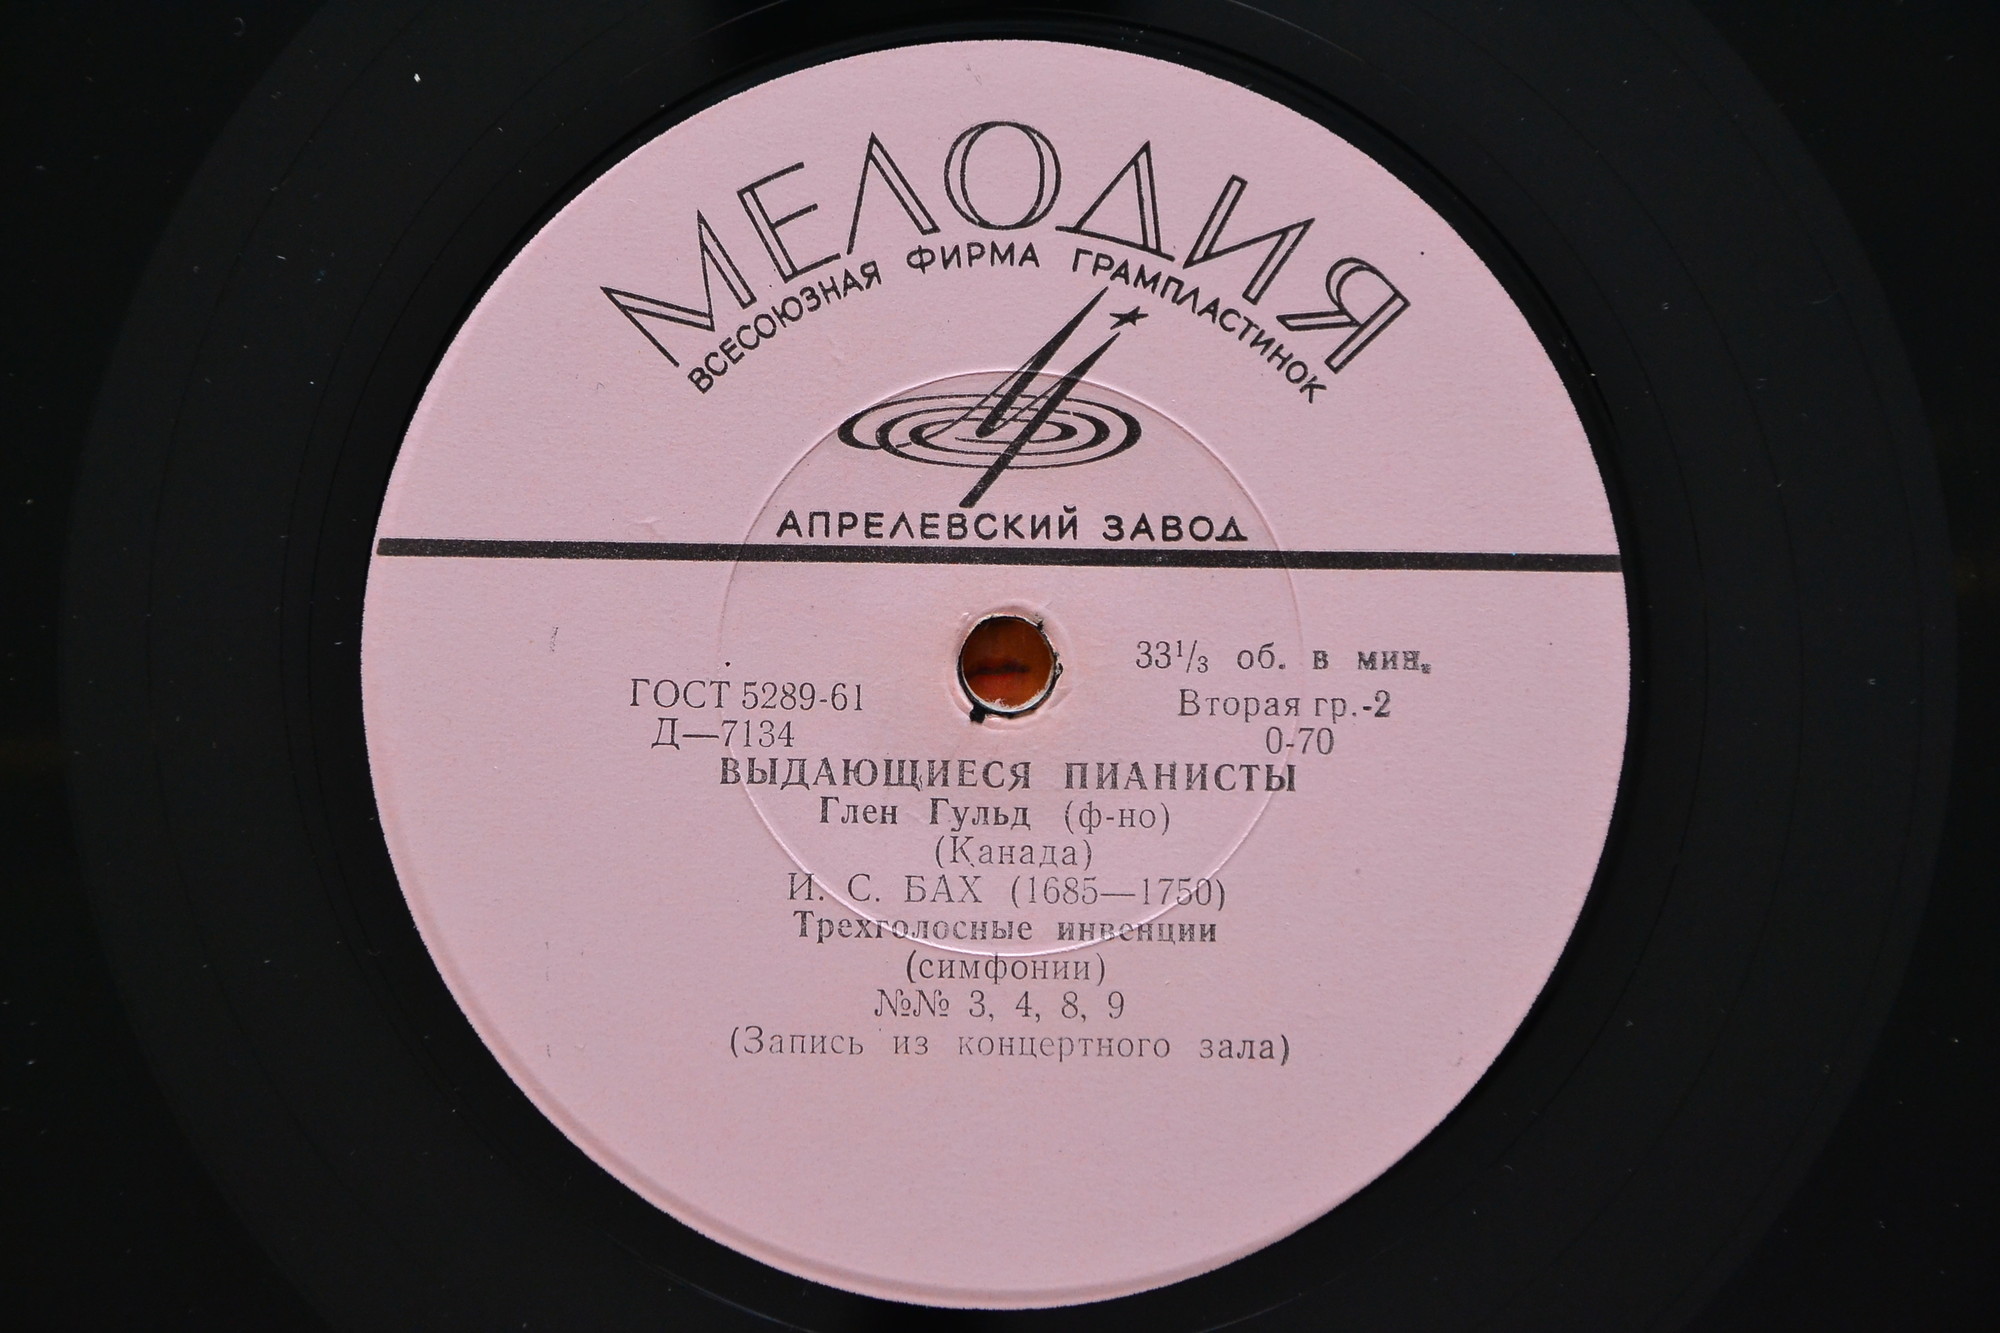 МЕЛОДИЯ
ВСЕСОЮЗНАЯ ФИРМА ГРАМПЛАСТИНОК
АПРЕЛЕВСКИЙ ЗАВОД
33 1/3 об. в мин.
ГОСТ 5289-61
Вторая гр.-2
Д—7134
0-70
ВЫДАЮЩИЕСЯ ПИАНИСТЫ
Глен Гульд (ф-но)
(Канада)
И. С. БАХ (1685—1750)
Трехголосные инвенции
(симфонии)
№№ 3, 4, 8, 9
(Запись из концертного зала)